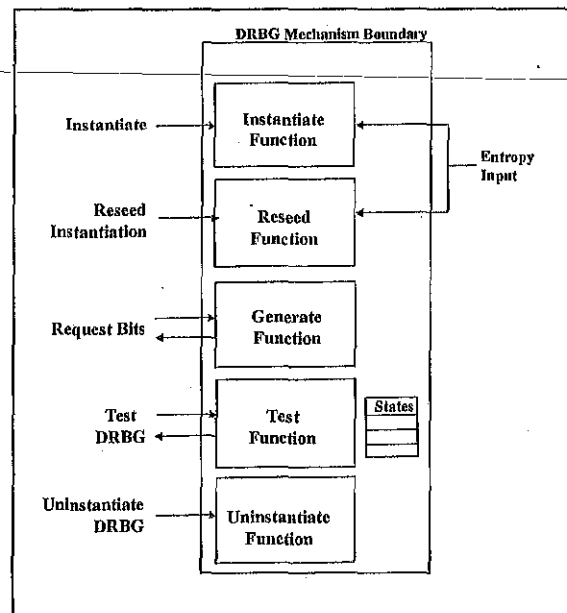 DRBG Mechanism Boundary
Instantiate
Instantiate
Function
Entropy
Input
Reseed
Instantiation
Reseed
Function
Request Bits
Generate
Function
Test
DRBG
Test
Function
States
Uninstantiate
DRBG
Uninstantiate
Function